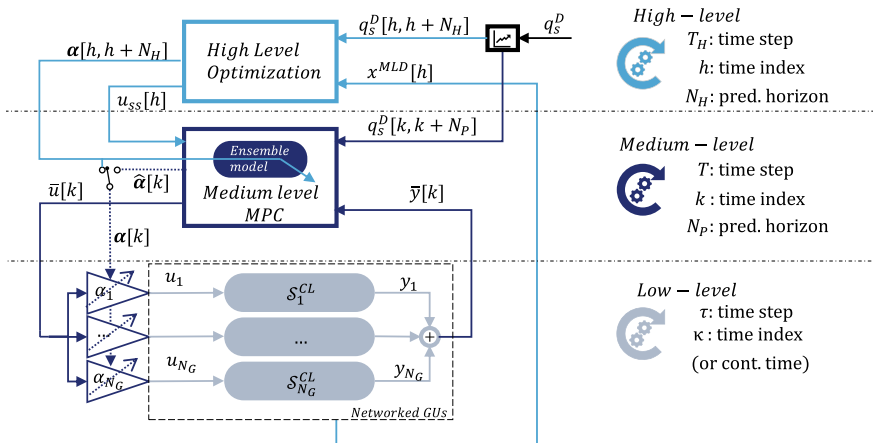 High-level
T_H: time step
h: time index
N_H: pred. horizon
q_s^D[h, h + N_H]
q_s^D
α[h, h + N_H]
High Level
Optimization
x^{MLD}[h]
u_{ss}[h]
q_s^D[k, k + N_P]
Medium-level
T: time step
k: time index
N_P: pred. horizon
Ensemble
model
α̂[k]
Medium level
MPC
ū[k]
ȳ[k]
α[k]
Low-level
τ: time step
κ: time index
(or cont. time)
α_1
u_1
S_1^{CL}
y_1
...
...
+
α_{N_G}
u_{N_G}
S_{N_G}^{CL}
y_{N_G}
Networked GUs